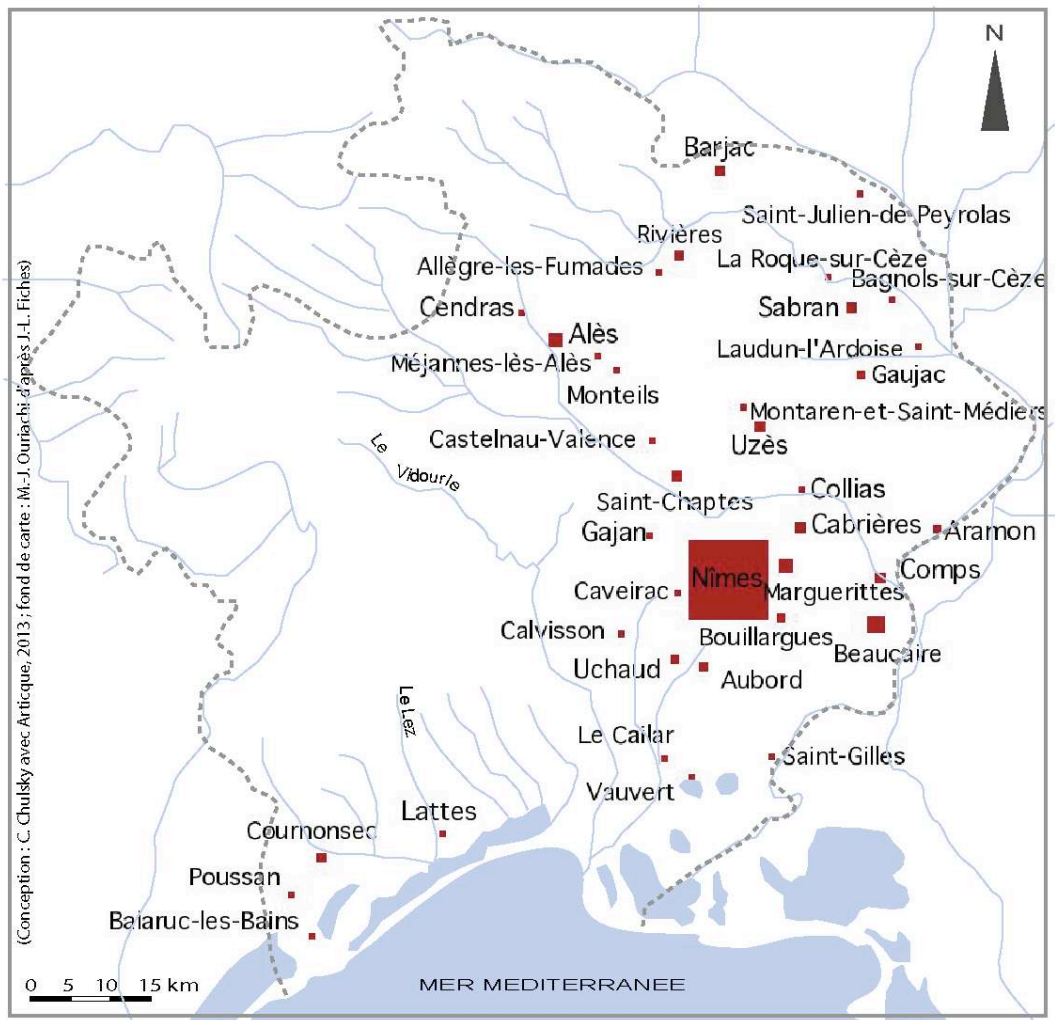 N
Barjac
Saint-Julien-de Peyrolas
Rivières
La Roque-sur-Cèze
Allègre-les-Fumades
Bagnols-sur-Cèze
Cendras
Sabran
Alès
Laudun-l'Ardoise
Méjannes-lès-Alès
Gaujac
Monteils
Montaren-et-Saint-Médiers
Castelnau-Valence
Uzès
Le Vidourle
Saint-Chaptes
Collias
Gajan
Cabrières
Aramon
Nîmes
Comps
Caveirac
Marguerittes
Calvisson
Bouillargues
Beaucaire
Uchaud
Aubord
Le Lez
Le Cailar
Saint-Gilles
Vauvert
Lattes
Cournonsec
Poussan
Balaruc-les-Bains
0 5 10 15 km
MER MEDITERRANEE
(Conception : C. Chulsky avec Articque, 2013 ; fond de carte : M.-J. Ouriachi d'après J.-L. Fiches)